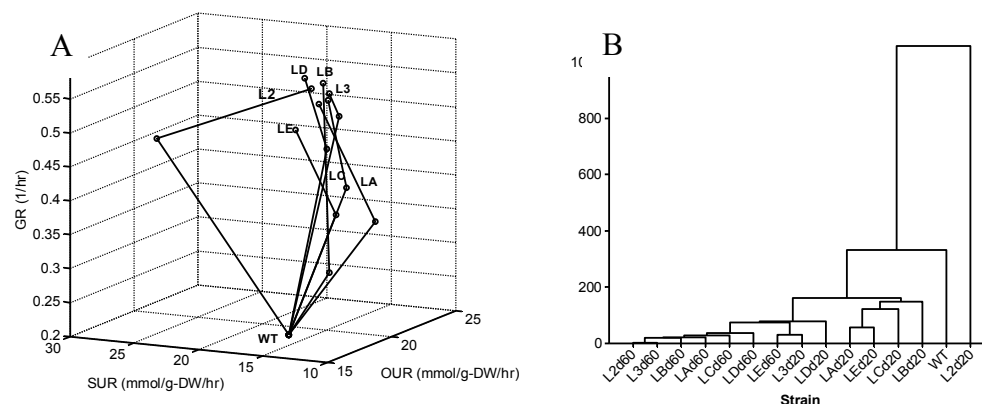 A
LD LB
L2 L3
LE
LC LA
WT
GR (1/hr)
0.55
0.5
0.45
0.4
0.35
0.3
0.25
0.2
30 25 20 15 10
SUR (mmol/g-DW/hr)
15 20 25
OUR (mmol/g-DW/hr)
B
800
600
400
200
0
L2d60 L3d60 LBd60 LAd60 LCd60 LDd60 LEd60 L3d20 LDd20 LAd20 LEd20 LCd20 LBd20 WT L2d20
Strain